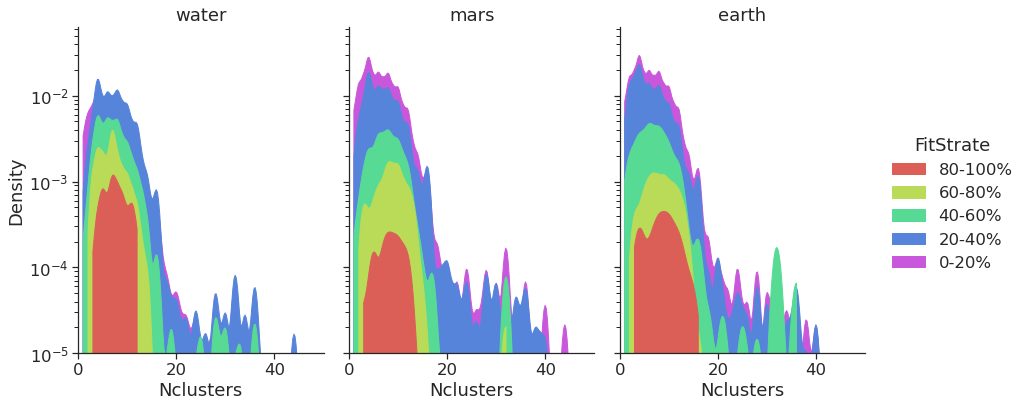 water mars earth
Density
10⁻²
10⁻³
10⁻⁴
10⁻⁵
0 20 40
0 20 40
0 20 40
Nclusters Nclusters Nclusters
FitStrate
80-100%
60-80%
40-60%
20-40%
0-20%